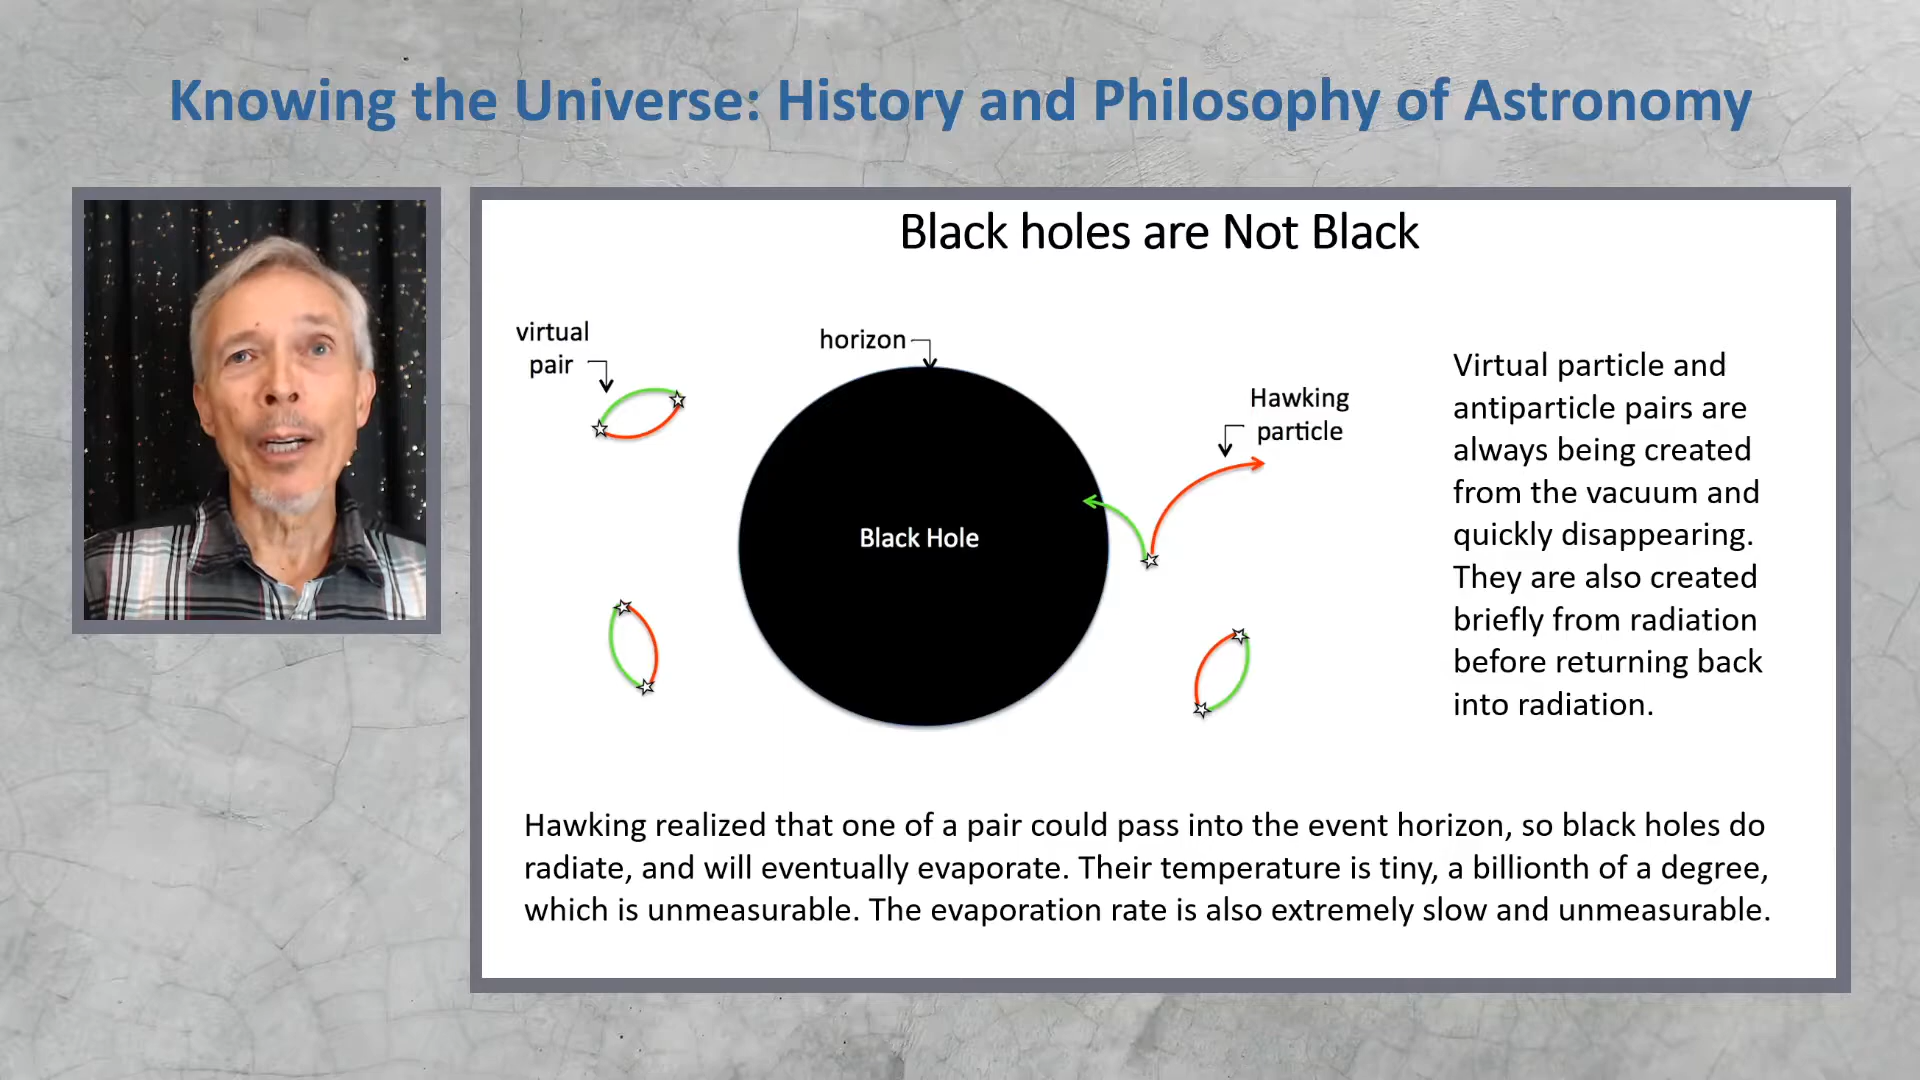 Knowing the Universe: History and Philosophy of Astronomy
Black holes are Not Black
virtual
pair
horizon
Hawking
particle
Black Hole
Virtual particle and
antiparticle pairs are
always being created
from the vacuum and
quickly disappearing.
They are also created
briefly from radiation
before returning back
into radiation.
Hawking realized that one of a pair could pass into the event horizon, so black holes do
radiate, and will eventually evaporate. Their temperature is tiny, a billionth of a degree,
which is unmeasurable. The evaporation rate is also extremely slow and unmeasurable.